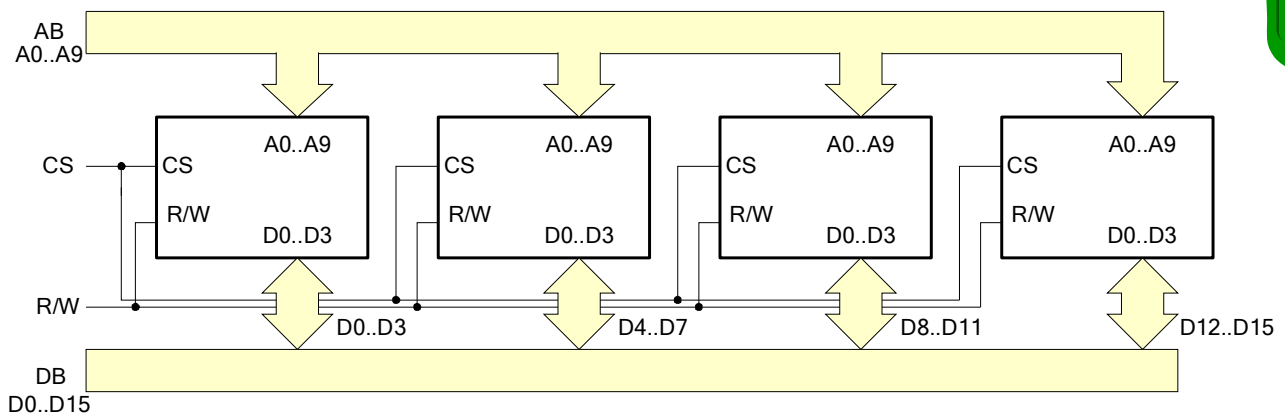 AB
A0..A9
A0..A9
A0..A9
A0..A9
A0..A9
CS
CS
CS
CS
CS
R/W
R/W
R/W
R/W
D0..D3
D0..D3
D0..D3
D0..D3
R/W
D0..D3
D4..D7
D8..D11
D12..D15
DB
D0..D15